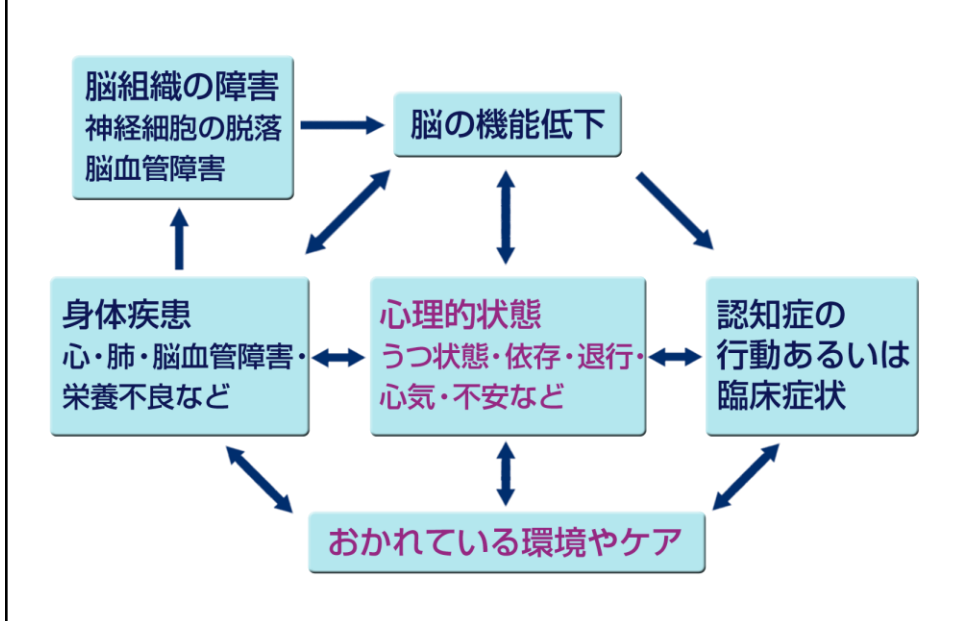 脳組織の障害
神経細胞の脱落
脳血管障害
脳の機能低下
身体疾患
心・肺・脳血管障害・
栄養不良など
心理的状態
うつ状態・依存・退行・
心気・不安など
認知症の
行動あるいは
臨床症状
おかれている環境やケア